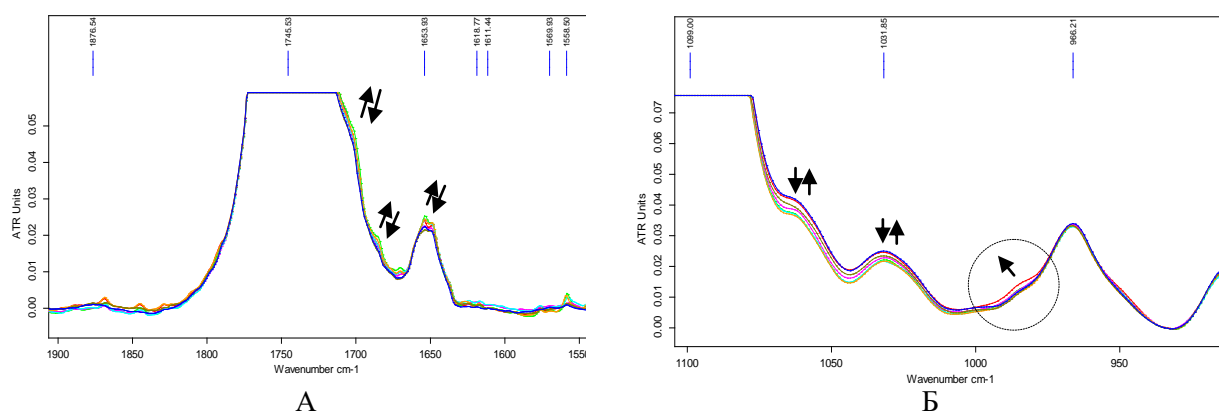 1876.54
1745.53
1653.93
1618.77
1611.44
1569.93
1558.50
ATR Units
0.00 0.01 0.02 0.03 0.04 0.05
1900 1850 1800 1750 1700 1650 1600 1550
Wavenumber cm-1
А
1099.00
1031.85
966.21
ATR Units
0.00 0.01 0.02 0.03 0.04 0.05 0.06 0.07
1100 1050 1000 950
Wavenumber cm-1
Б